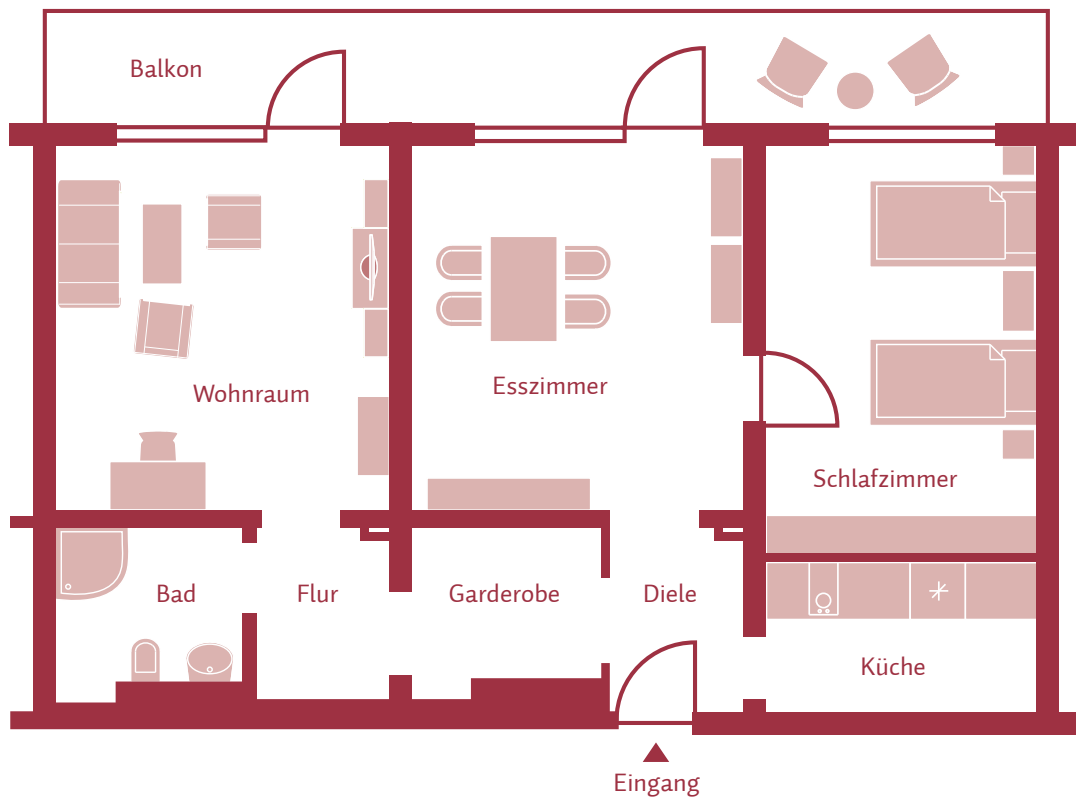 Balkon
Esszimmer
Wohnraum
Schlafzimmer
Bad
Flur
Garderobe
Diele
Küche
Eingang